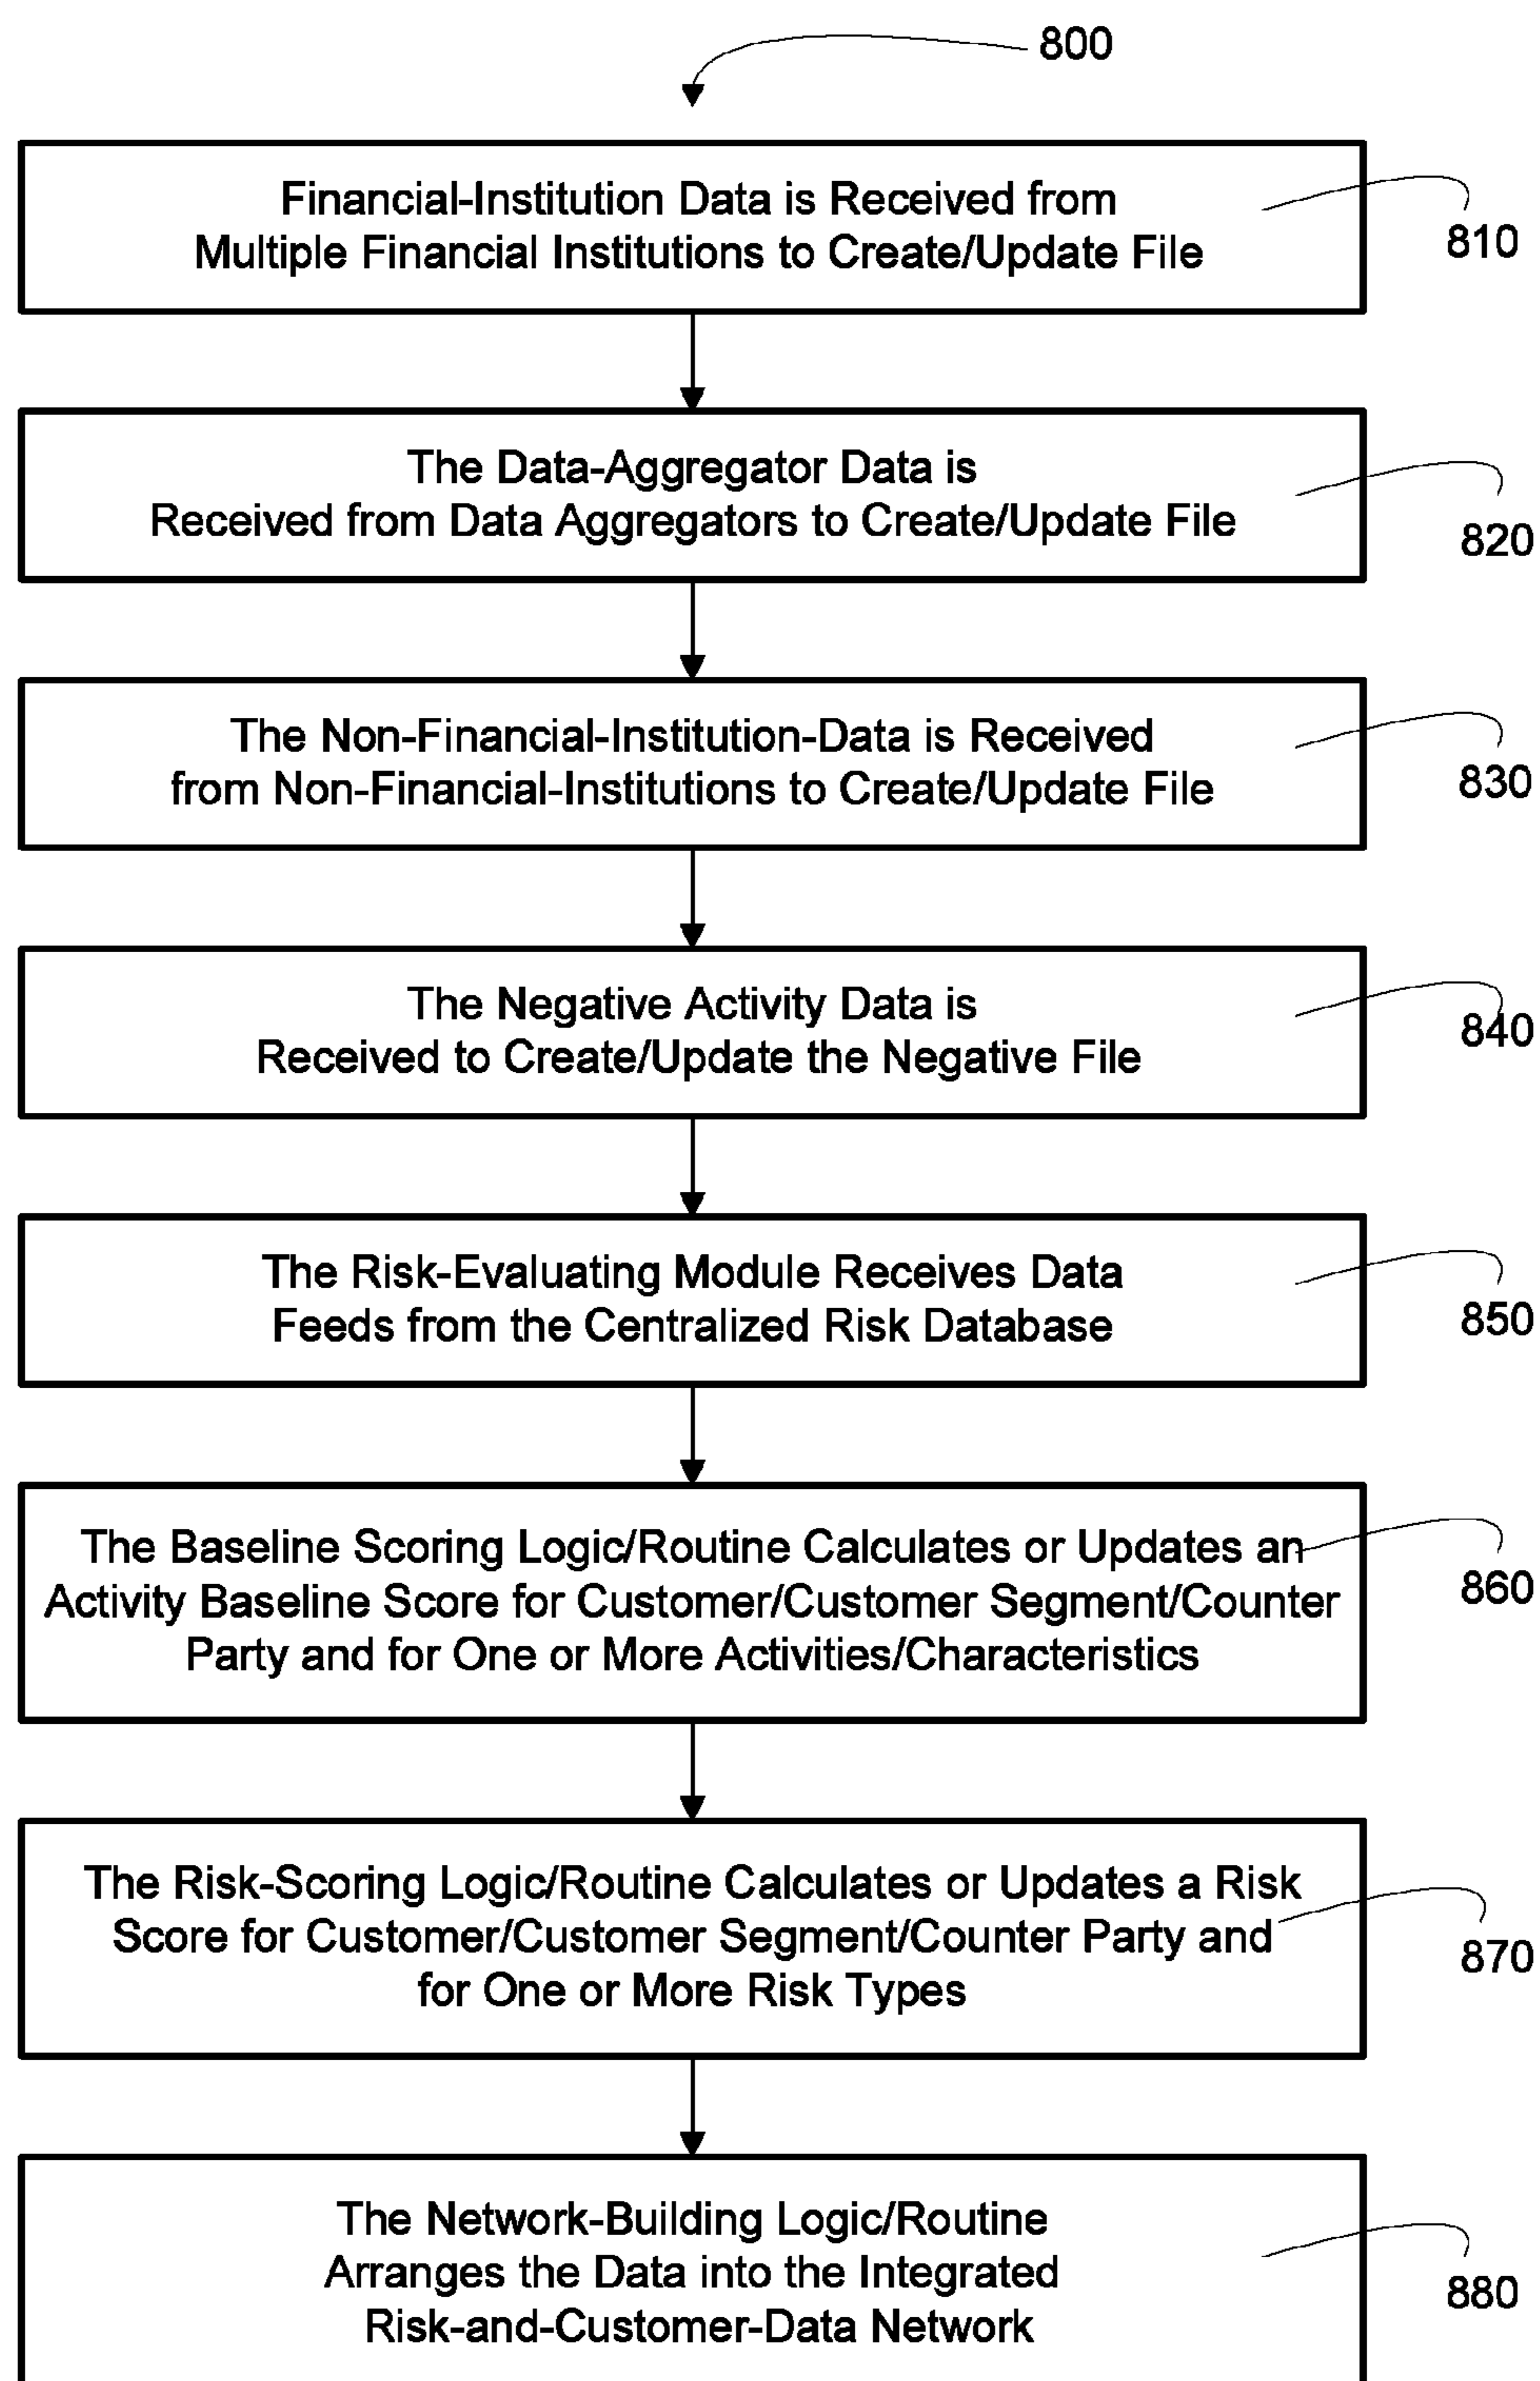 800
Financial-Institution Data is Received from
Multiple Financial Institutions to Create/Update File
810
The Data-Aggregator Data is
Received from Data Aggregators to Create/Update File
820
The Non-Financial-Institution-Data is Received
from Non-Financial-Institutions to Create/Update File
830
The Negative Activity Data is
Received to Create/Update the Negative File
840
The Risk-Evaluating Module Receives Data
Feeds from the Centralized Risk Database
850
The Baseline Scoring Logic/Routine Calculates or Updates an
Activity Baseline Score for Customer/Customer Segment/Counter
Party and for One or More Activities/Characteristics
860
The Risk-Scoring Logic/Routine Calculates or Updates a Risk
Score for Customer/Customer Segment/Counter Party and
for One or More Risk Types
870
The Network-Building Logic/Routine
Arranges the Data into the Integrated
Risk-and-Customer-Data Network
880